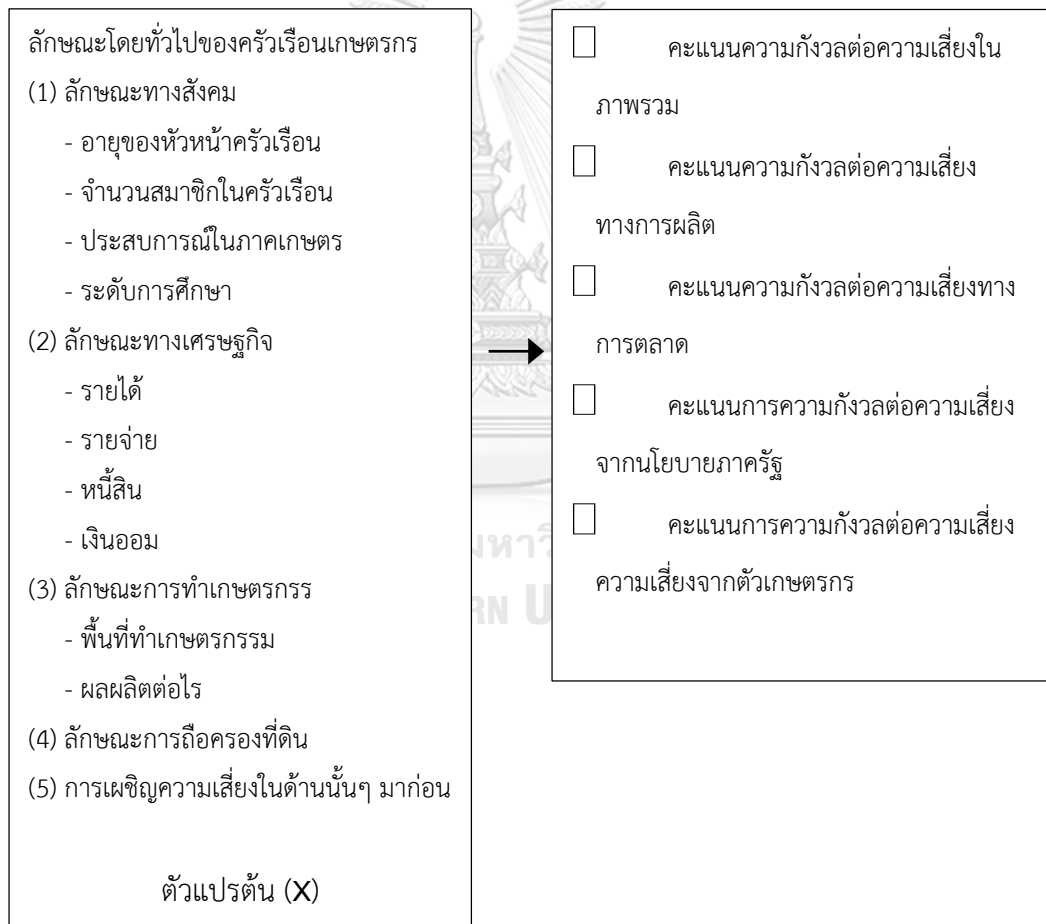 ลักษณะโดยทั่วไปของครัวเรือนเกษตรกร
(1) ลักษณะทางสังคม
- อายุของหัวหน้าครัวเรือน
- จำนวนสมาชิกในครัวเรือน
- ประสบการณ์ในภาคเกษตร
- ระดับการศึกษา
(2) ลักษณะทางเศรษฐกิจ
- รายได้
- รายจ่าย
- หนี้สิน
- เงินออม
(3) ลักษณะการทำเกษตรกรร
- พื้นที่ทำเกษตรกรรม
- ผลผลิตต่อไร
(4) ลักษณะการถือครองที่ดิน
(5) การเผชิญความเสี่ยงในด้านนั้นๆ มาก่อน
ตัวแปรต้น (X)
คะแนนความกังวลต่อความเสี่ยงใน
ภาพรวม
คะแนนความกังวลต่อความเสี่ยง
ทางการผลิต
คะแนนความกังวลต่อความเสี่ยงทาง
การตลาด
คะแนนการความกังวลต่อความเสี่ยง
จากนโยบายภาครัฐ
คะแนนการความกังวลต่อความเสี่ยง
ความเสี่ยงจากตัวเกษตรกร
มหาวิ
RN U